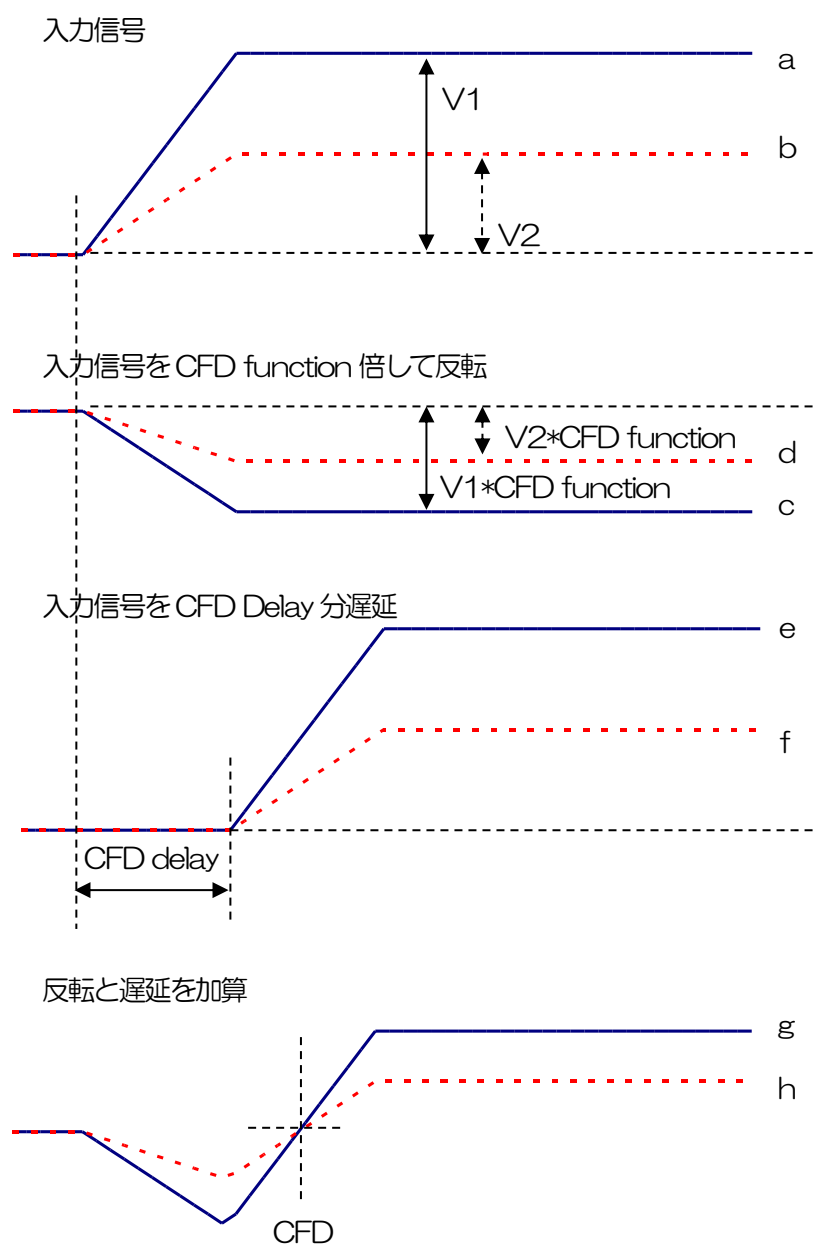 入力信号
a
V1
b
V2
入力信号をCFD function 倍して反転
V2*CFD function
d
V1*CFD function
c
入力信号をCFD Delay 分遅延
e
f
CFD delay
反転と遅延を加算
g
h
CFD